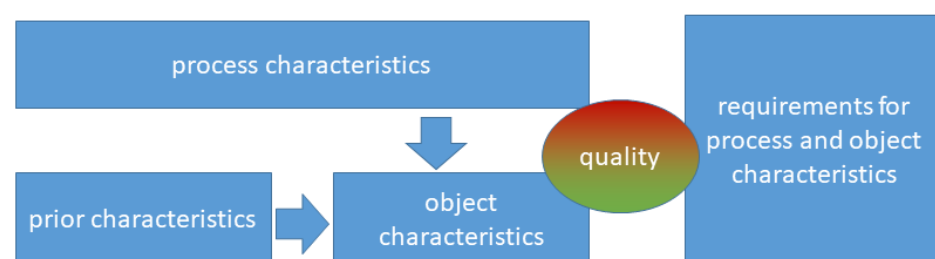 process characteristics
requirements for
process and object
characteristics
quality
prior characteristics
object
characteristics